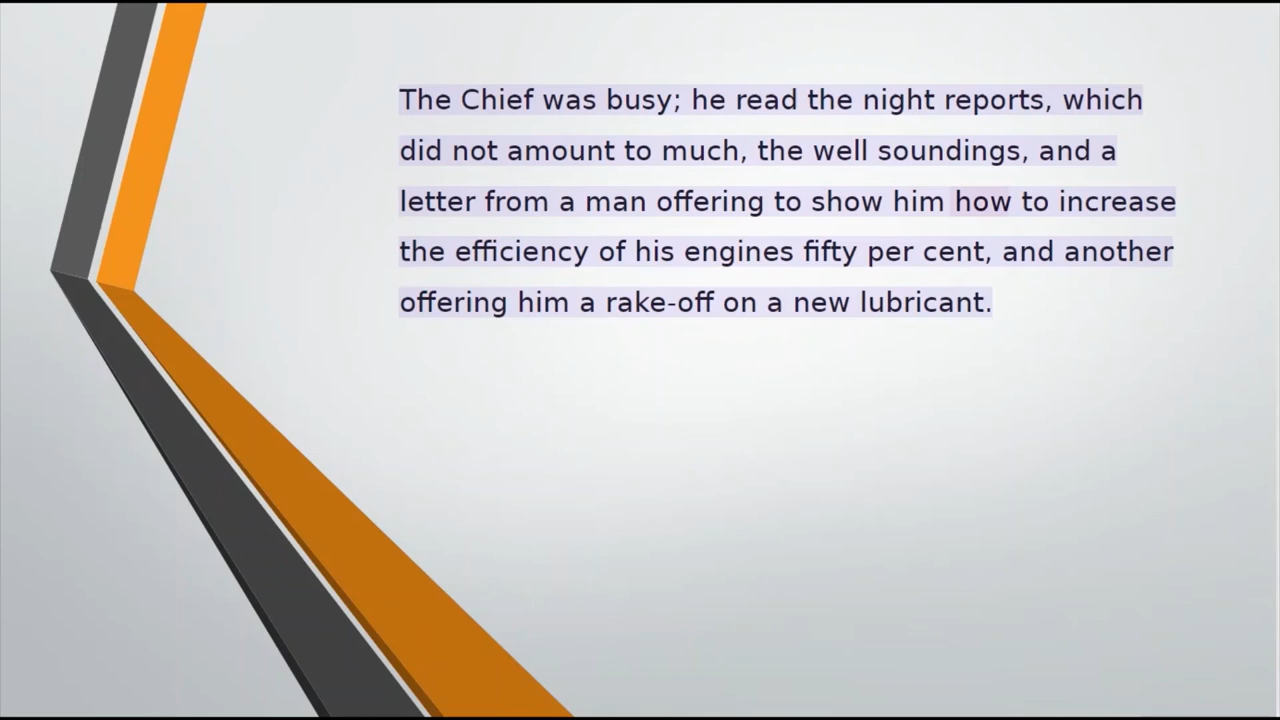 The Chief was busy; he read the night reports, which
did not amount to much, the well soundings, and a
letter from a man offering to show him how to increase
the efficiency of his engines fifty per cent, and another
offering him a rake-off on a new lubricant.